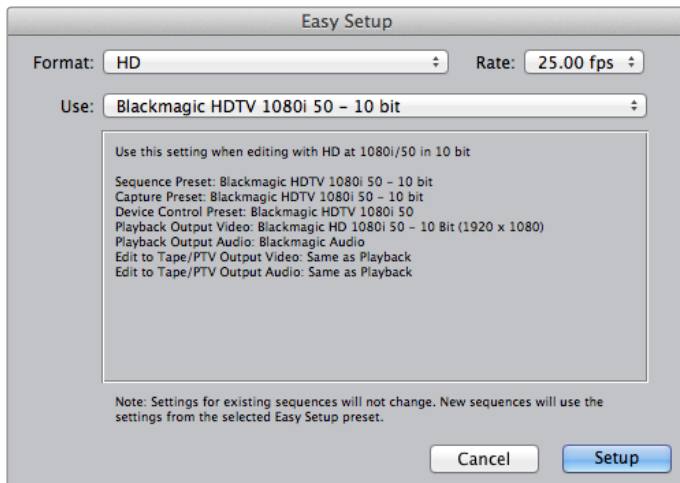 Easy Setup
Format: HD Rate: 25.00 fps
Use: Blackmagic HDTV 1080i 50 – 10 bit
Use this setting when editing with HD at 1080i/50 in 10 bit
Sequence Preset: Blackmagic HDTV 1080i 50 – 10 bit
Capture Preset: Blackmagic HDTV 1080i 50 – 10 bit
Device Control Preset: Blackmagic HDTV 1080i 50
Playback Output Video: Blackmagic HD 1080i 50 – 10 Bit (1920 x 1080)
Playback Output Audio: Blackmagic Audio
Edit to Tape/PTV Output Video: Same as Playback
Edit to Tape/PTV Output Audio: Same as Playback
Note: Settings for existing sequences will not change. New sequences will use the
settings from the selected Easy Setup preset.
Cancel Setup